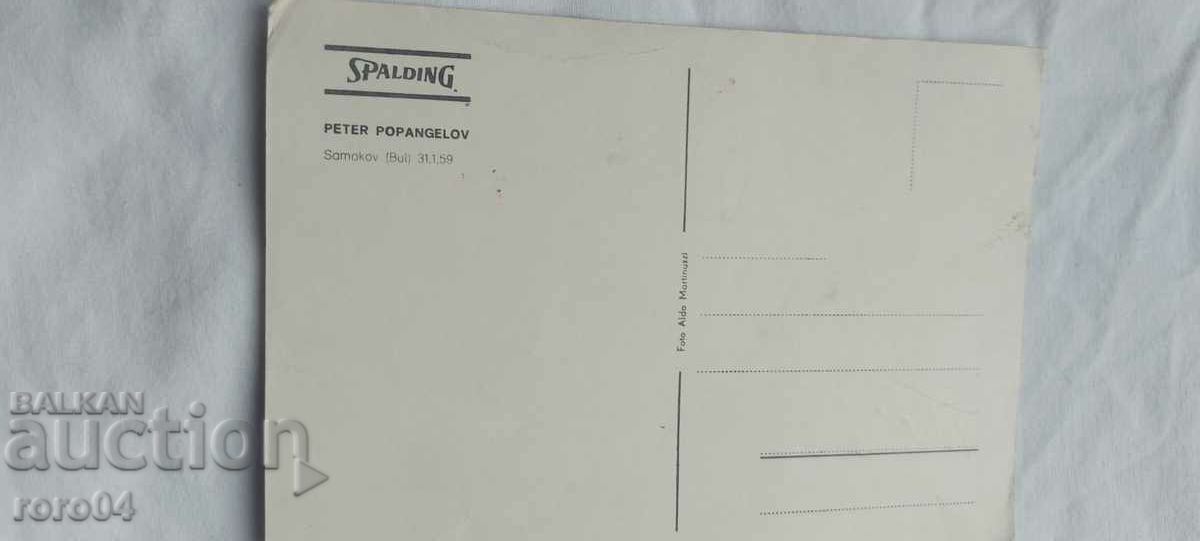 SPALDING
PETER POPANGELOV
Samokov (Bul) 31.1.59
Foto Aldo Martinuzzi
BALKAN
auction
roro04